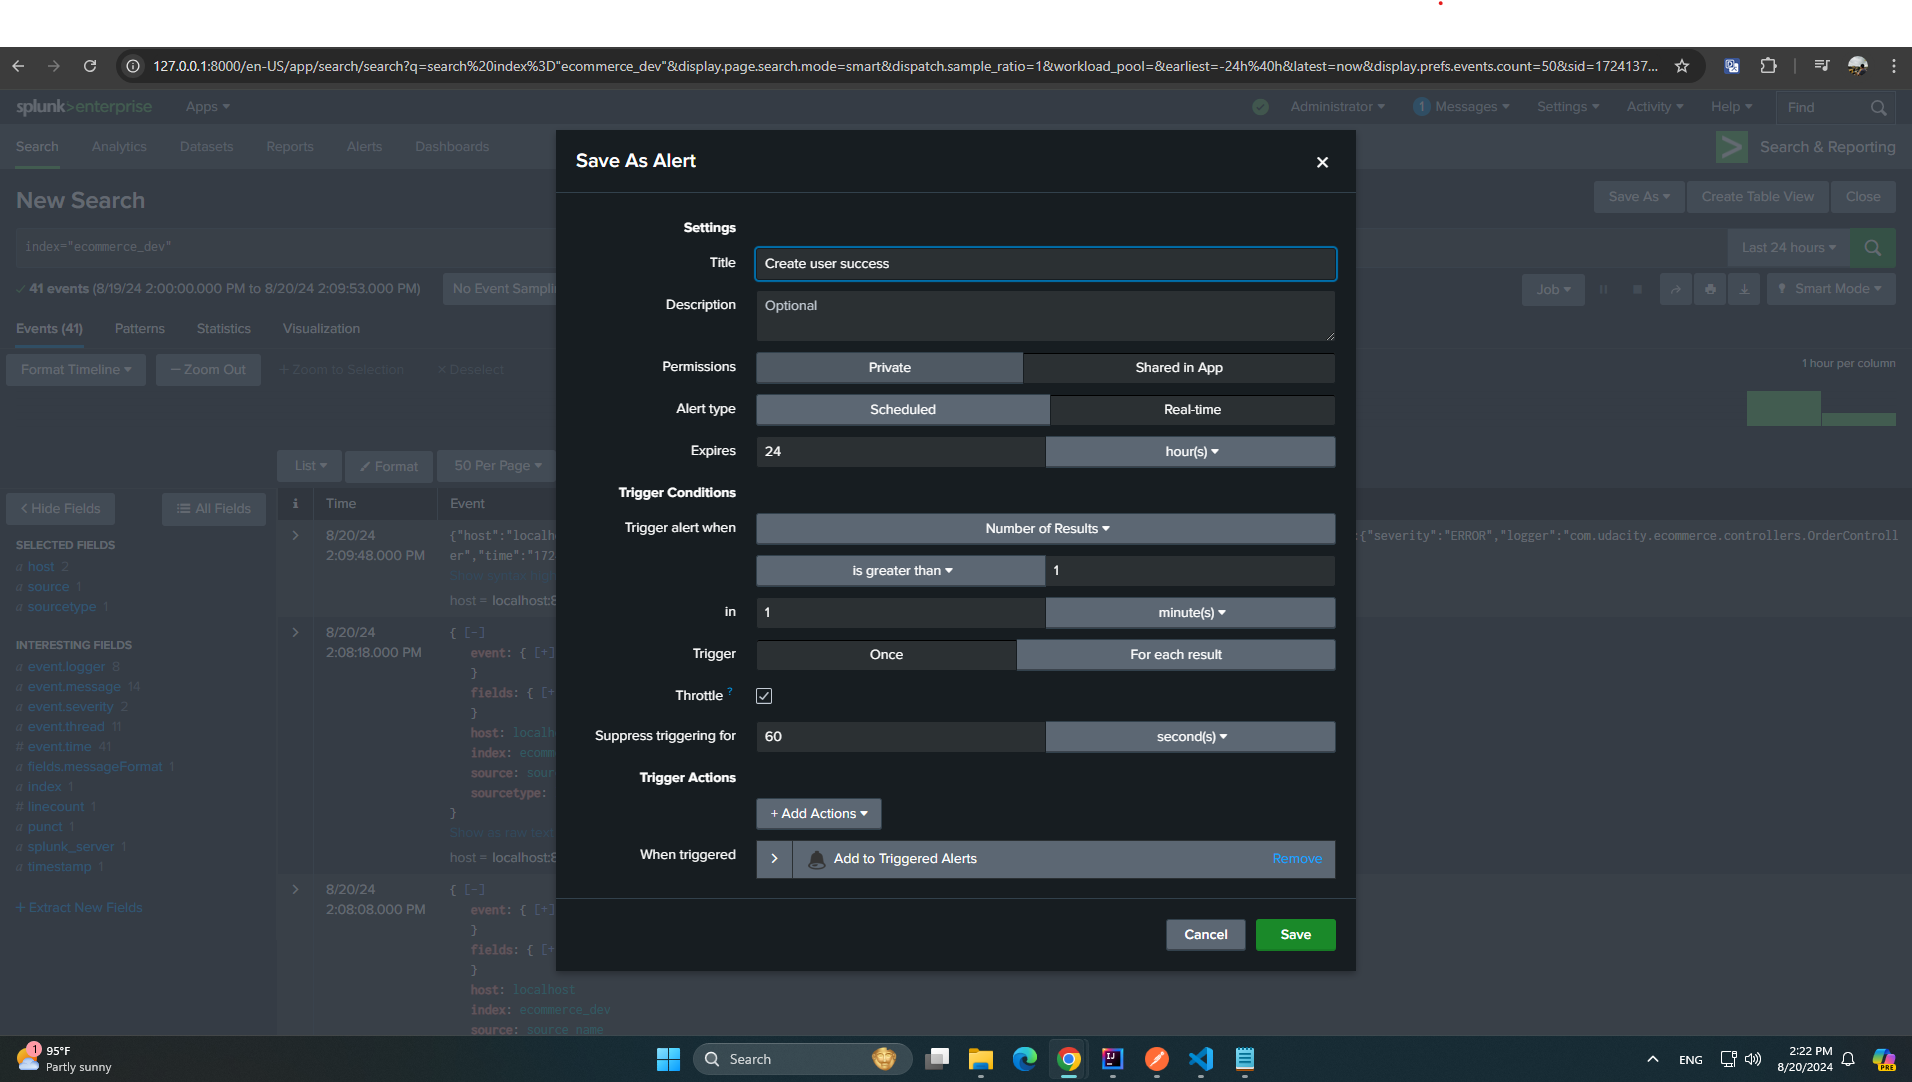 127.0.0.1:8000/en-US/app/search/search?q=search%20index%3D"ecommerce_dev"&display.page.search.mode=smart&dispatch.sample_ratio=1&workload_pool=&earliest=-24h%40h&latest=now&display.prefs.events.count=50&sid=1724137...
splunk>enterprise Apps 1 Administrator Messages Settings Activity Help Find
Search Analytics Datasets Reports Alerts Dashboards Search & Reporting
Save As Alert
New Search Save As Create Table View Close
Settings
index="ecommerce_dev" Last 24 hours
Title Create user success
41 events (8/19/24 2:00:00.000 PM to 8/20/24 2:09:53.000 PM) No Event Sampli Job Smart Mode
Description Optional
Events (41) Patterns Statistics Visualization
Format Timeline − Zoom Out + Zoom to Selection × Deselect 1 hour per column
Permissions Private Shared in App
Alert type Scheduled Real-time
Expires 24 hour(s)
List Format 50 Per Page
Trigger Conditions
< Hide Fields All Fields i Time Event
Trigger alert when Number of Results
is greater than 1
in 1 minute(s)
Trigger Once For each result
Throttle ?
Suppress triggering for 60 second(s)
Trigger Actions
+ Add Actions
When triggered > Add to Triggered Alerts Remove
Cancel Save
SELECTED FIELDS
a host 2
a source 1
a sourcetype 1
INTERESTING FIELDS
a event.logger 8
a event.message 14
a event.severity 2
a event.thread 11
# event.time 41
a fields.messageFormat 1
a index 1
# linecount 1
a punct 1
a splunk_server 1
a timestamp 1
+ Extract New Fields
8/20/24
2:09:48.000 PM
{"host":"localh
:{"severity":"ERROR","logger":"com.udacity.ecommerce.controllers.OrderControll
er","time":"172
host = localhost:8
8/20/24
2:08:18.000 PM
{ [-]
event: { [+]
}
fields: { [+
}
host: localh
index: ecomm
source: sour
sourcetype:
}
Show as raw text
host = localhost:8
8/20/24
2:08:08.000 PM
{ [-]
event: { [+]
}
fields: { [+
}
host: localhost
index: ecommerce_dev
source: source name
1 95°F
Partly sunny
Search
ENG
2:22 PM
8/20/2024
PRE